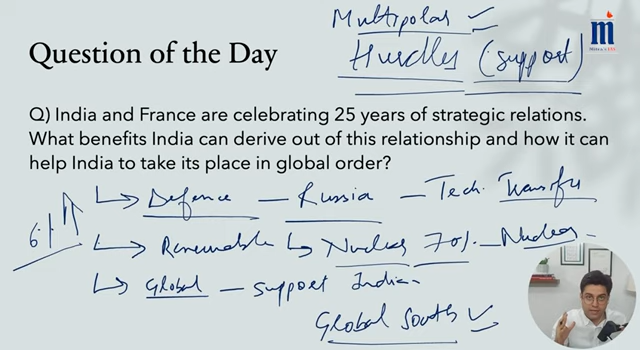 Multipolar
Hurdles (support)
m
Question of the Day
Q) India and France are celebrating 25 years of strategic relations.
What benefits India can derive out of this relationship and how it can
help India to take its place in global order?
Defence - Russia - Tech. Transfer
6%
Renewable Nuclear 70% - Nuclear
Global - support India
Global South